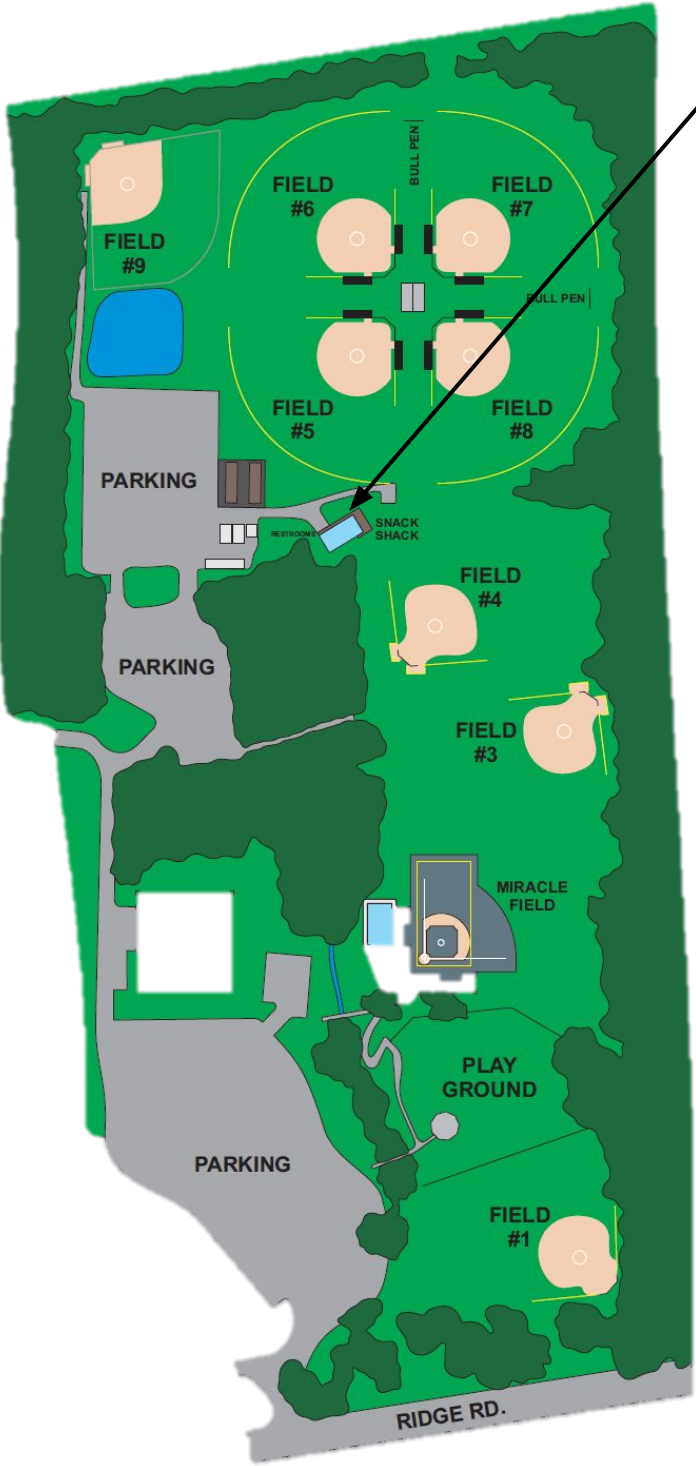 BULL PEN
FIELD
#6
FIELD
#7
FIELD
#9
BULL PEN
FIELD
#5
FIELD
#8
PARKING
RESTROOMS
SNACK
SHACK
FIELD
#4
PARKING
FIELD
#3
MIRACLE
FIELD
PLAY
GROUND
PARKING
FIELD
#1
RIDGE RD.